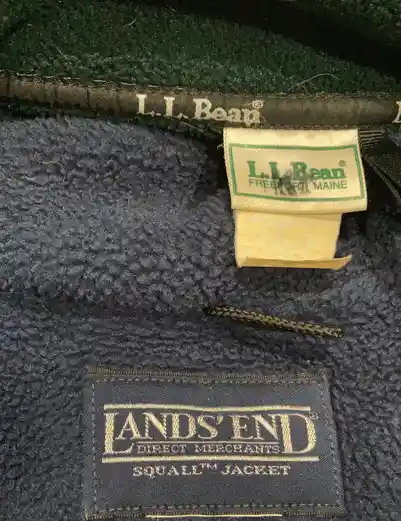 L.L.Bean®
L.L.Bean®
FREEPORT, MAINE
LANDS' END®
DIRECT MERCHANTS
SQUALL™ JACKET